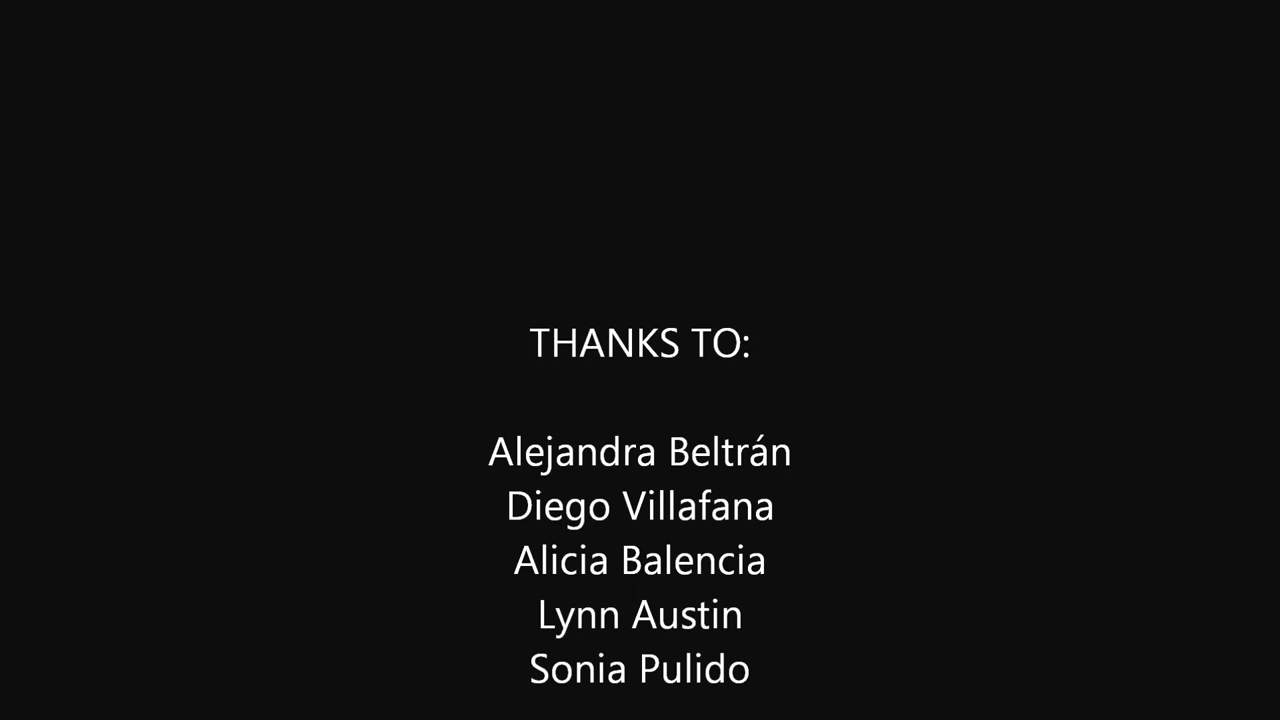 THANKS TO:
Alejandra Beltrán
Diego Villafana
Alicia Balencia
Lynn Austin
Sonia Pulido